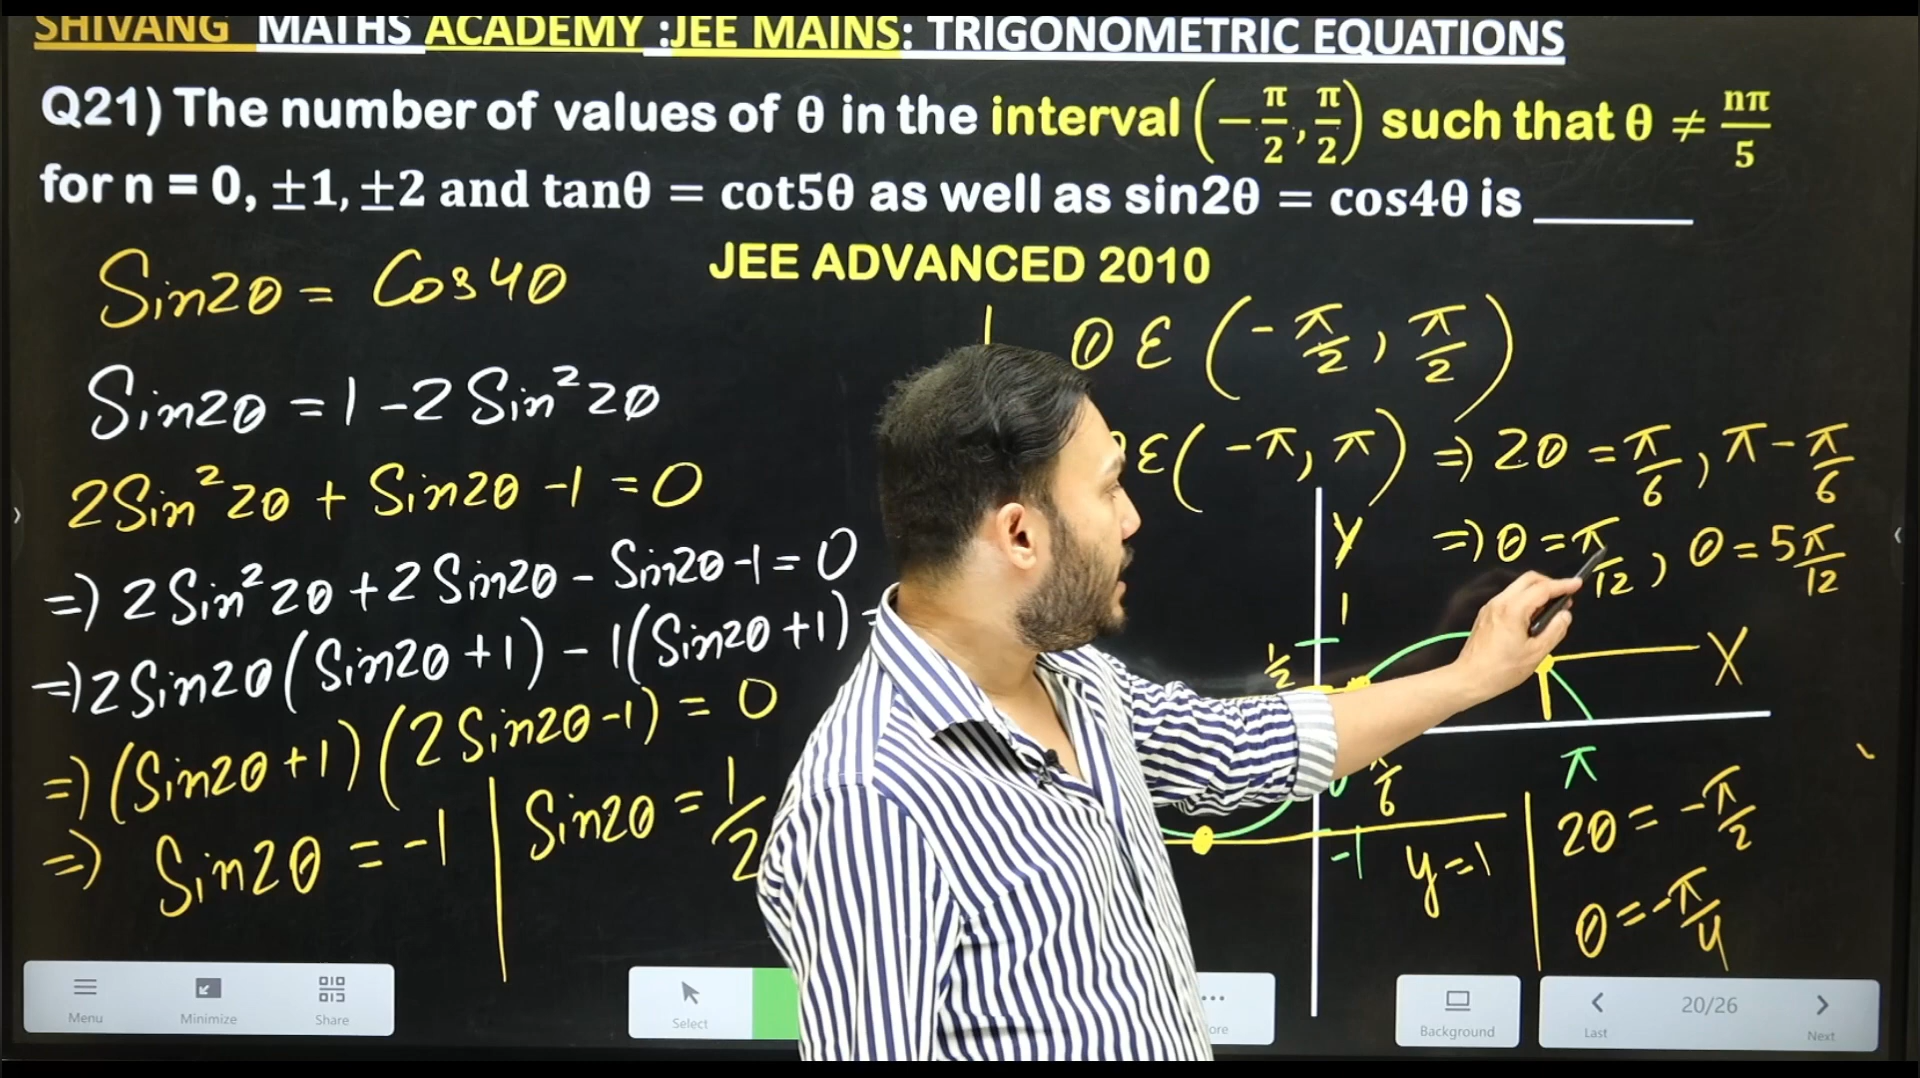 SHIVANG MATHS ACADEMY :JEE MAINS: TRIGONOMETRIC EQUATIONS
Q21) The number of values of θ in the interval (−π/2, π/2) such that θ ≠ nπ/5
for n = 0, ±1, ±2 and tanθ = cot5θ as well as sin2θ = cos4θ is ______
JEE ADVANCED 2010
Sin2θ = Cos4θ
Sin2θ = 1 - 2 Sin²2θ
2Sin²2θ + Sin2θ - 1 = 0
=) 2Sin²2θ + 2Sin2θ - Sin2θ - 1 = 0
=) 2Sin2θ (Sin2θ + 1) - 1 (Sin2θ + 1) =
=) (Sin2θ + 1) (2Sin2θ - 1) = 0
=) Sin2θ = -1 | Sin2θ = 1/2
θ ε (-π/2, π/2)
ε (-π, π) =) 2θ = π/6, π - π/6
=) θ = π/12, θ = 5π/12
Y
1
1/2
X
π/6
π
-1
y = 1
2θ = -π/2
θ = -π/4
Menu
Minimize
Share
Select
Background
Last
20/26
Next